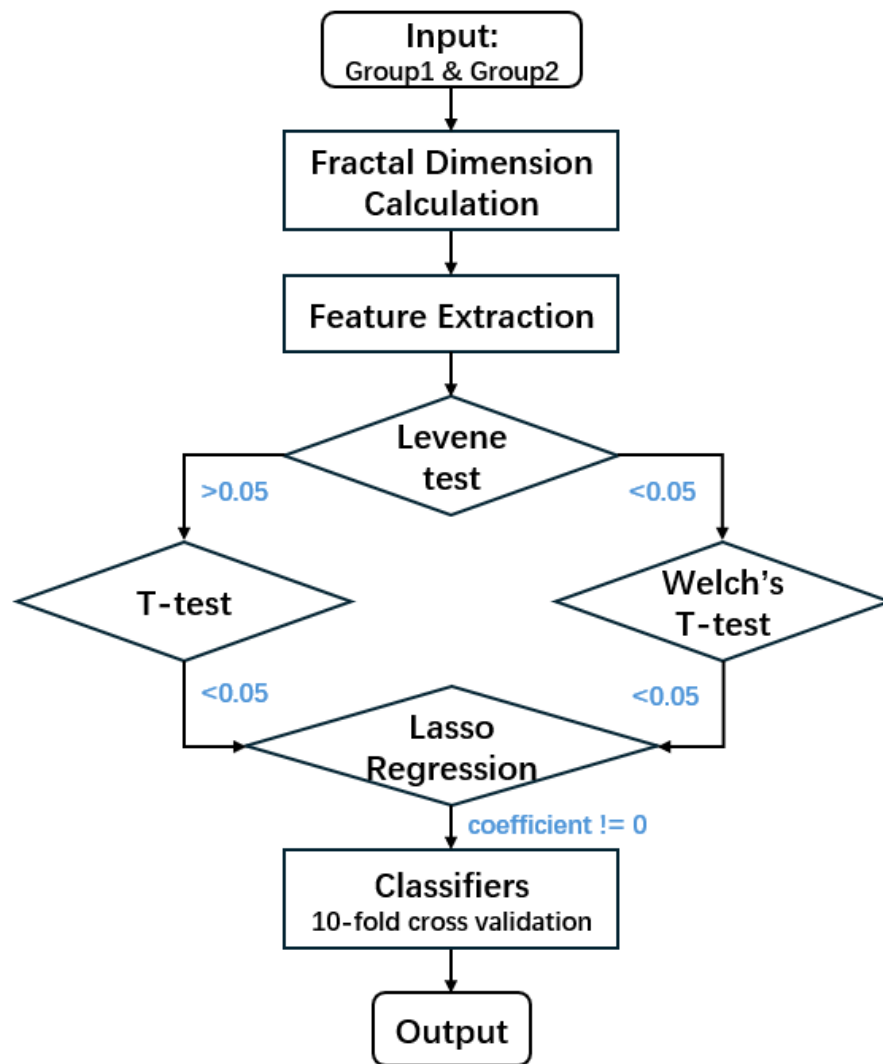 Input:
Group1 & Group2
Fractal Dimension
Calculation
Feature Extraction
Levene
test
>0.05
<0.05
T-test
Welch's
T-test
<0.05
<0.05
Lasso
Regression
coefficient != 0
Classifiers
10-fold cross validation
Output